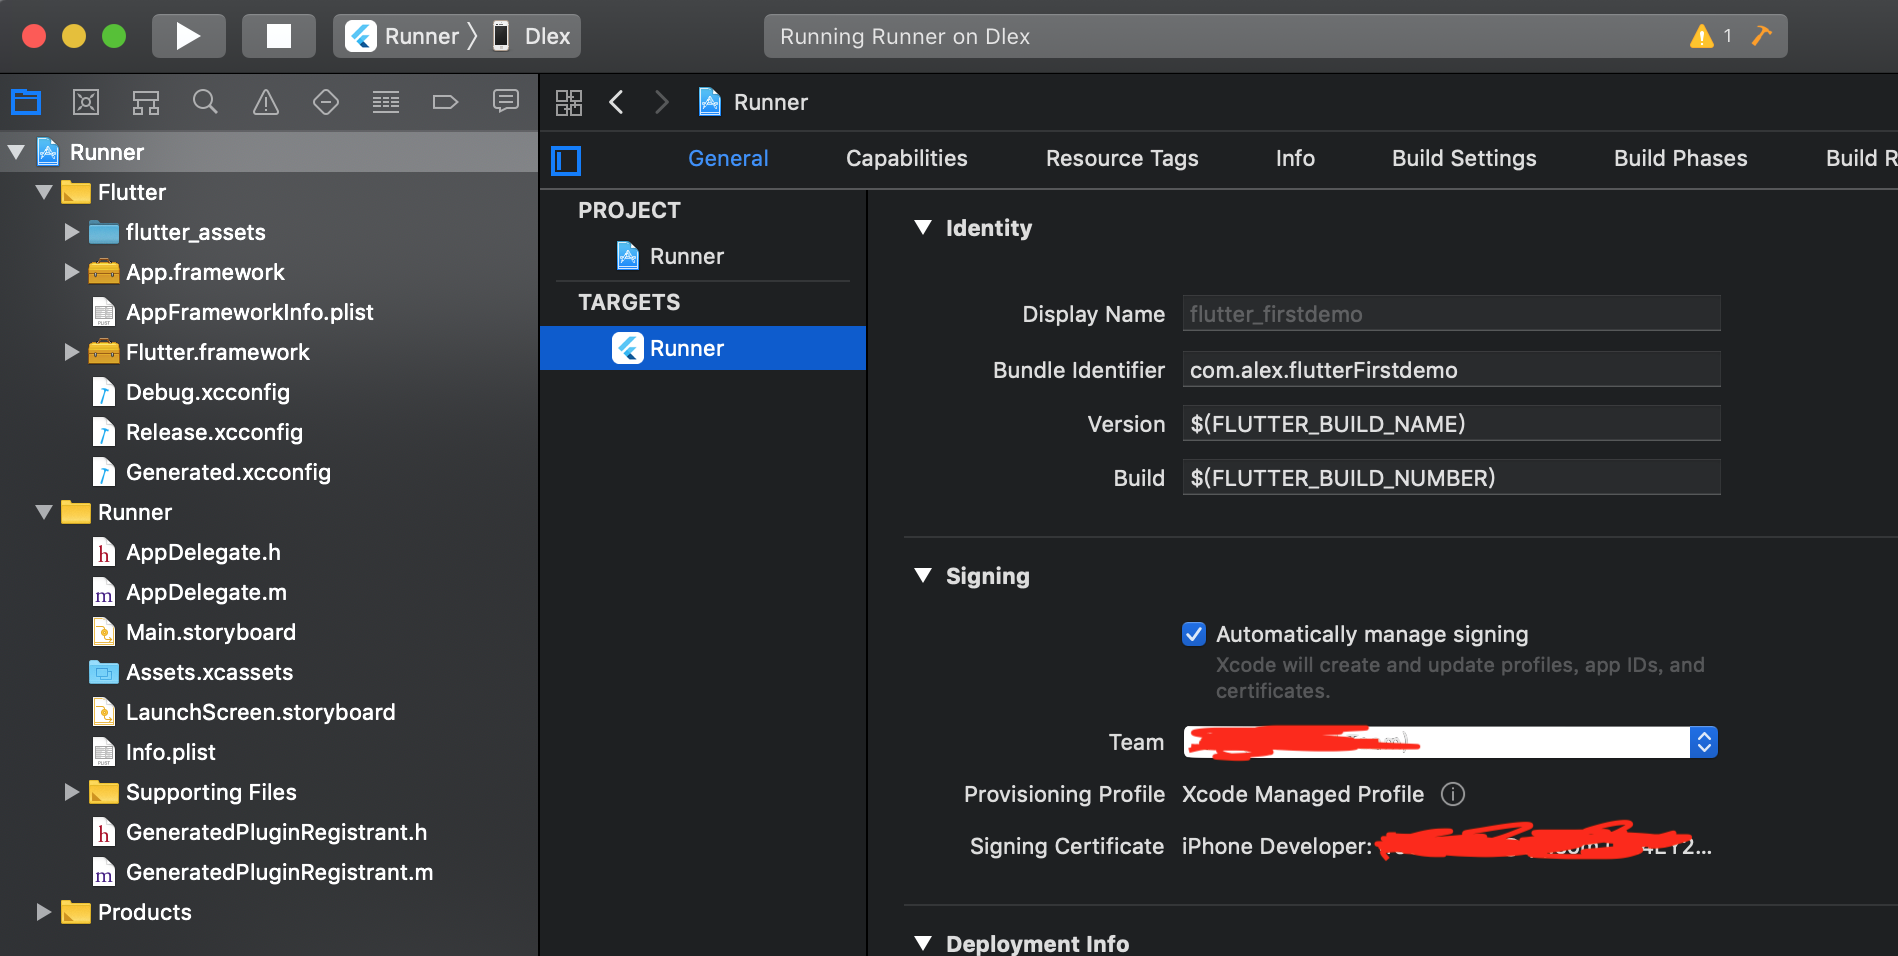 Runner
Dlex
Running Runner on Dlex
1
Runner
General
Capabilities
Resource Tags
Info
Build Settings
Build Phases
Build R
Runner
Flutter
flutter_assets
App.framework
AppFrameworkInfo.plist
Flutter.framework
Debug.xcconfig
Release.xcconfig
Generated.xcconfig
Runner
AppDelegate.h
AppDelegate.m
Main.storyboard
Assets.xcassets
LaunchScreen.storyboard
Info.plist
Supporting Files
GeneratedPluginRegistrant.h
GeneratedPluginRegistrant.m
Products
PROJECT
Runner
TARGETS
Runner
Identity
Display Name flutter_firstdemo
Bundle Identifier com.alex.flutterFirstdemo
Version $(FLUTTER_BUILD_NAME)
Build $(FLUTTER_BUILD_NUMBER)
Signing
Automatically manage signing
Xcode will create and update profiles, app IDs, and
certificates.
Team
Provisioning Profile Xcode Managed Profile
Signing Certificate iPhone Developer:
Deployment Info